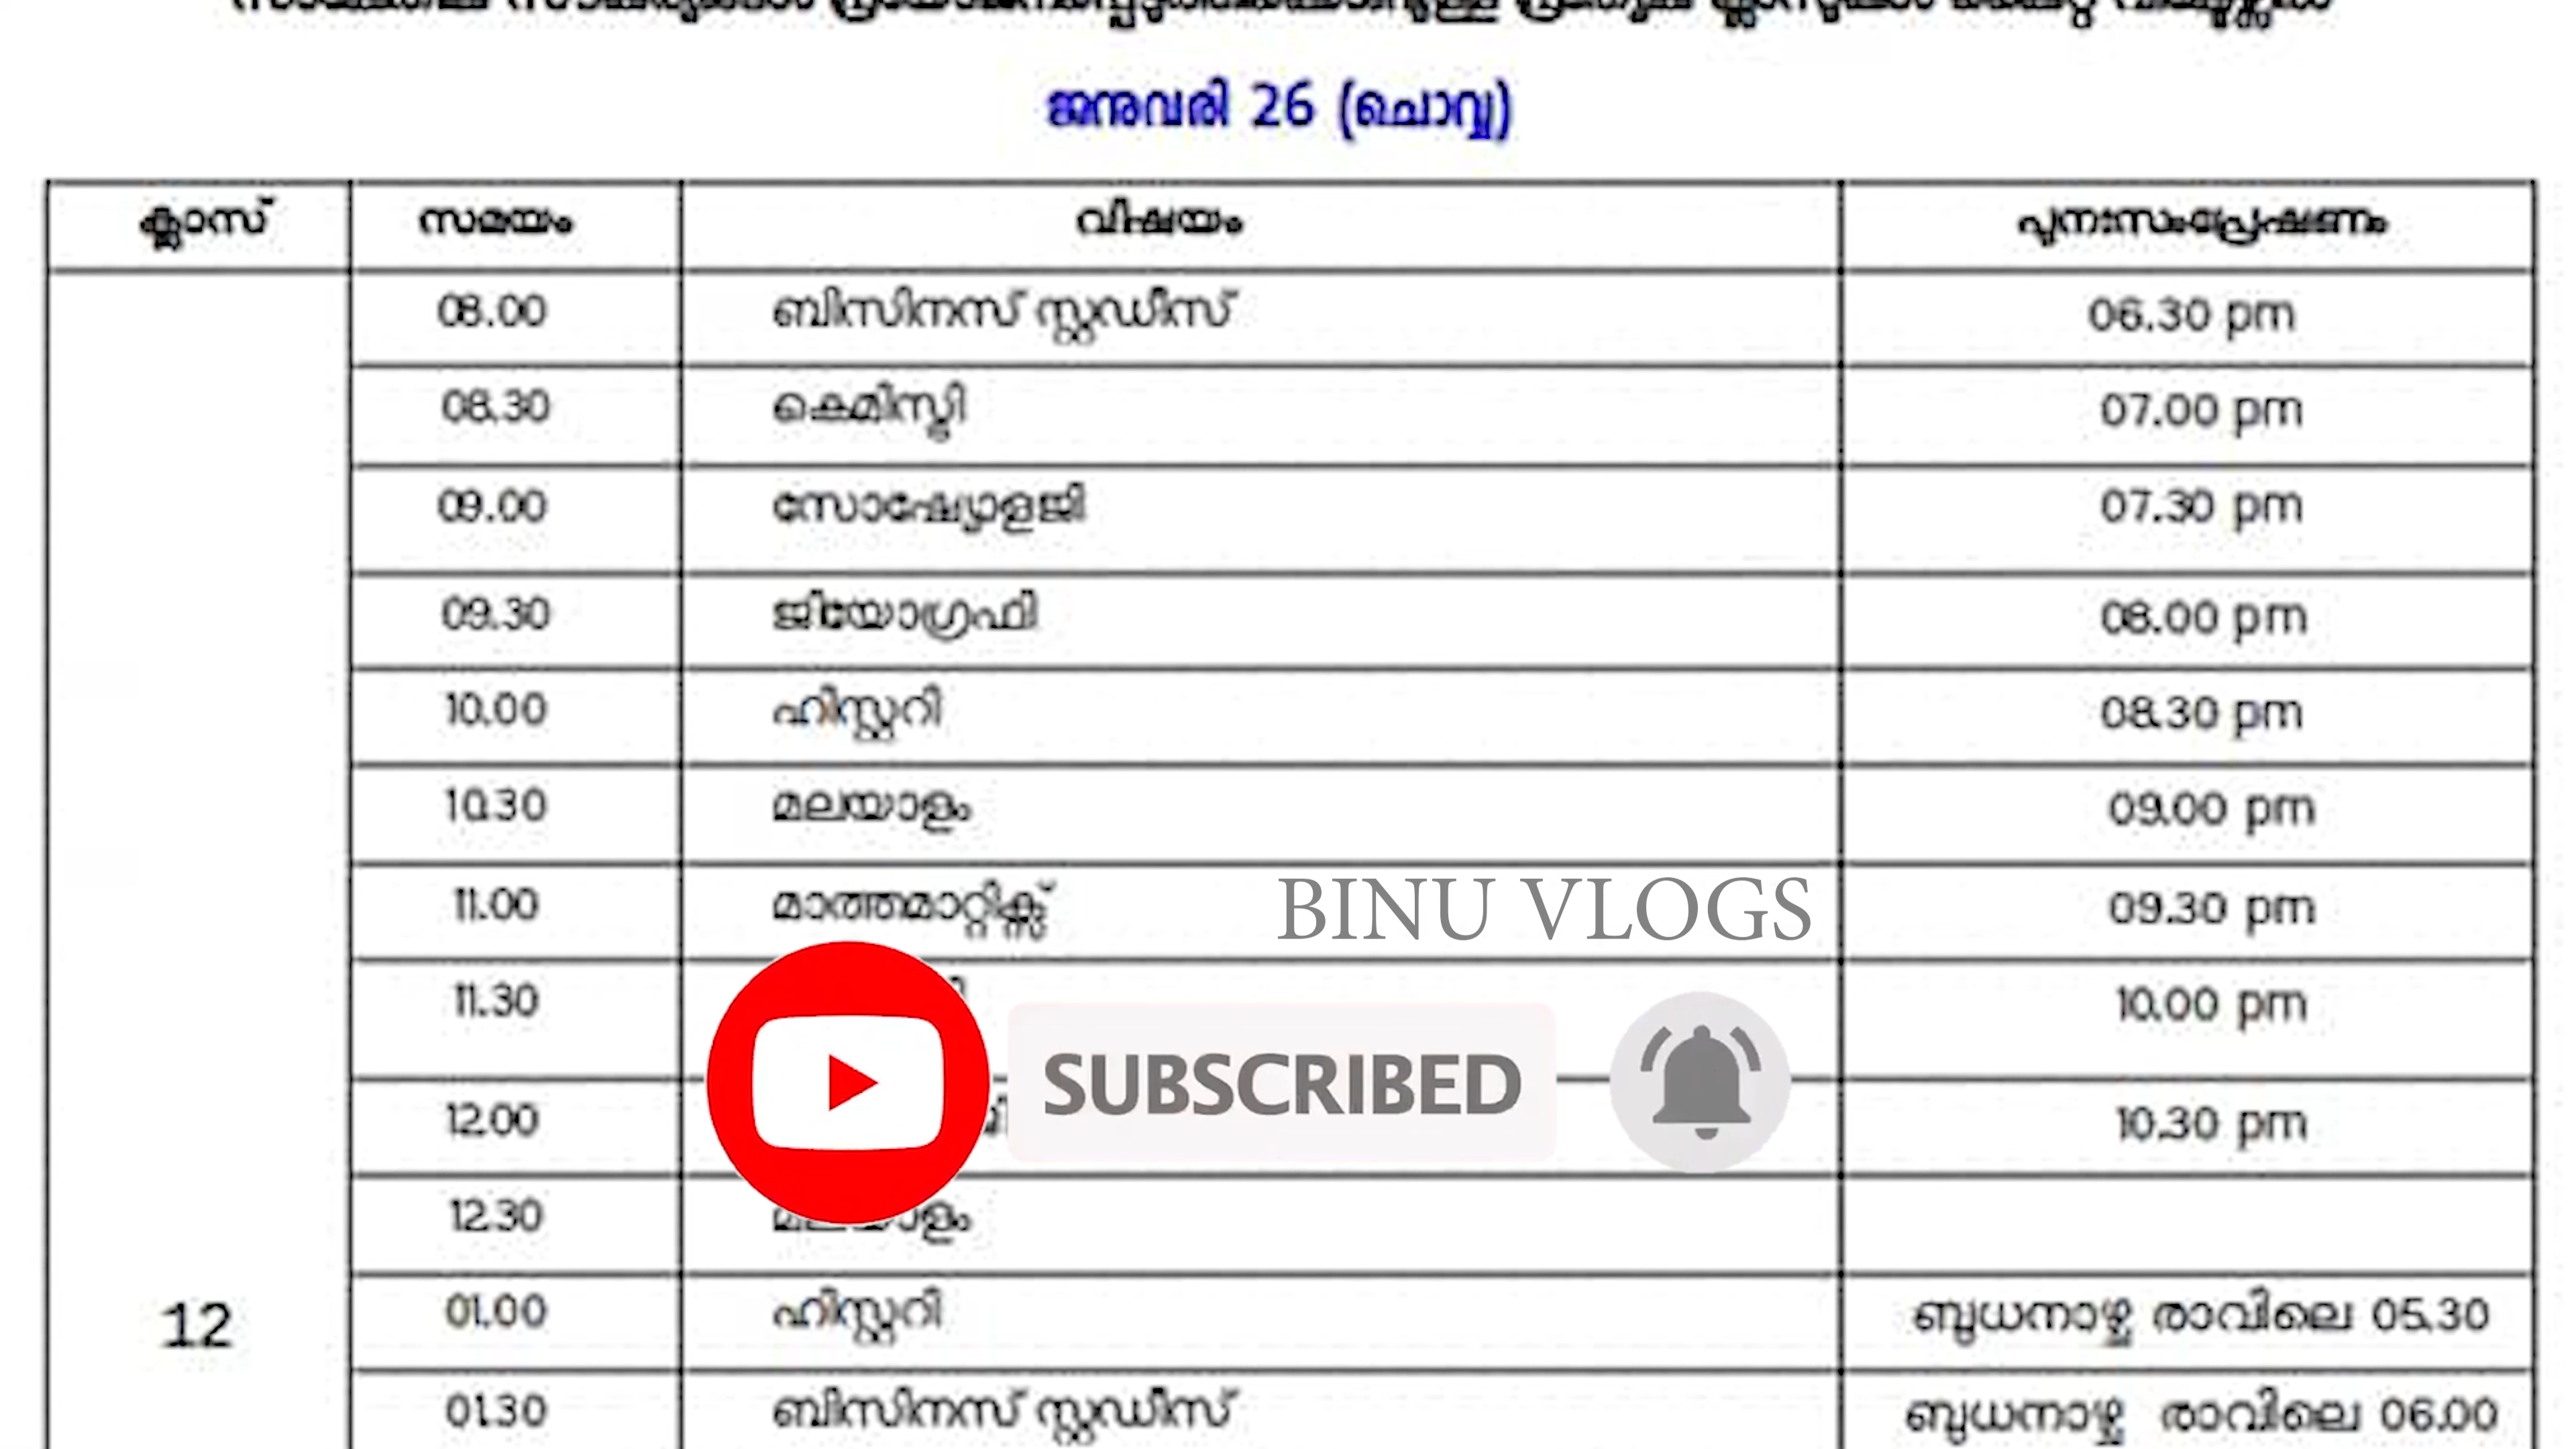 ജനുവരി 26 (ചൊവ്വ)
ക്ലാസ് സമയം വിഷയം പുനഃസംപ്രേഷണം
08.00 ബിസിനസ് സ്റ്റഡീസ് 06.30 pm
08.30 കെമിസ്ട്രി 07.00 pm
09.00 സോഷ്യോളജി 07.30 pm
09.30 ജിയോഗ്രഫി 08.00 pm
10.00 ഹിസ്റ്ററി 08.30 pm
10.30 മലയാളം 09.00 pm
11.00 മാത്തമാറ്റിക്സ് 09.30 pm
BINU VLOGS
11.30 10.00 pm
SUBSCRIBED
12.00 10.30 pm
12.30 മലയാളം
12
01.00 ഹിസ്റ്ററി ബുധനാഴ്ച രാവിലെ 05.30
01.30 ബിസിനസ് സ്റ്റഡീസ് ബുധനാഴ്ച രാവിലെ 06.00